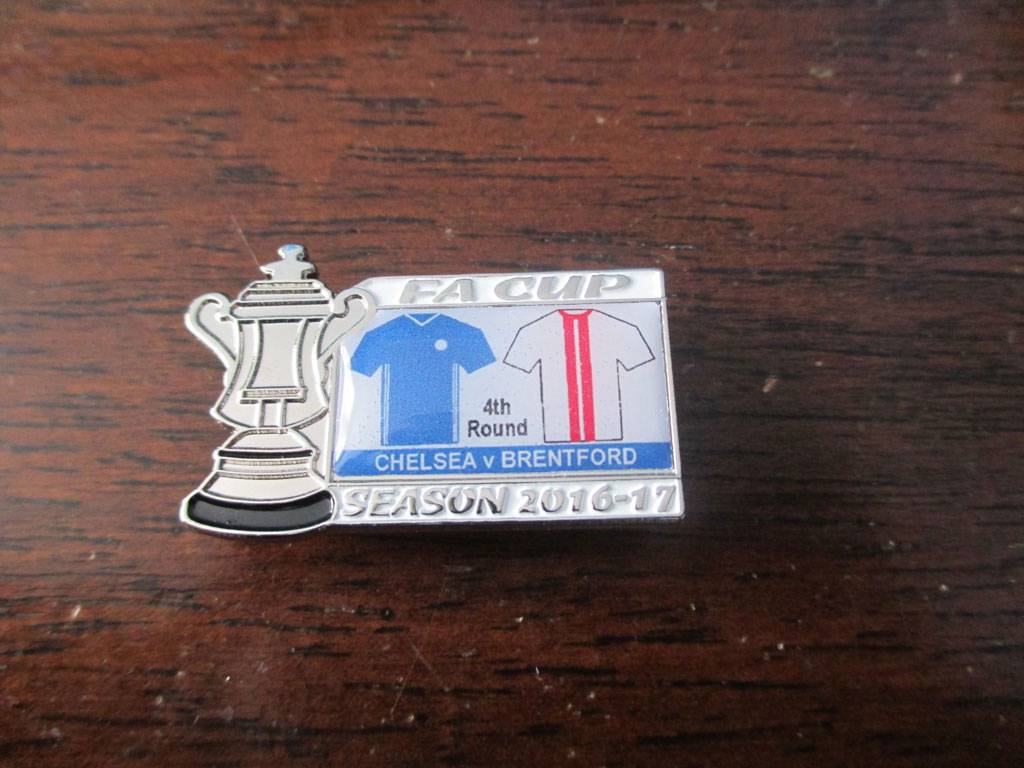 FA CUP
4th
Round
CHELSEA v BRENTFORD
SEASON 2016-17